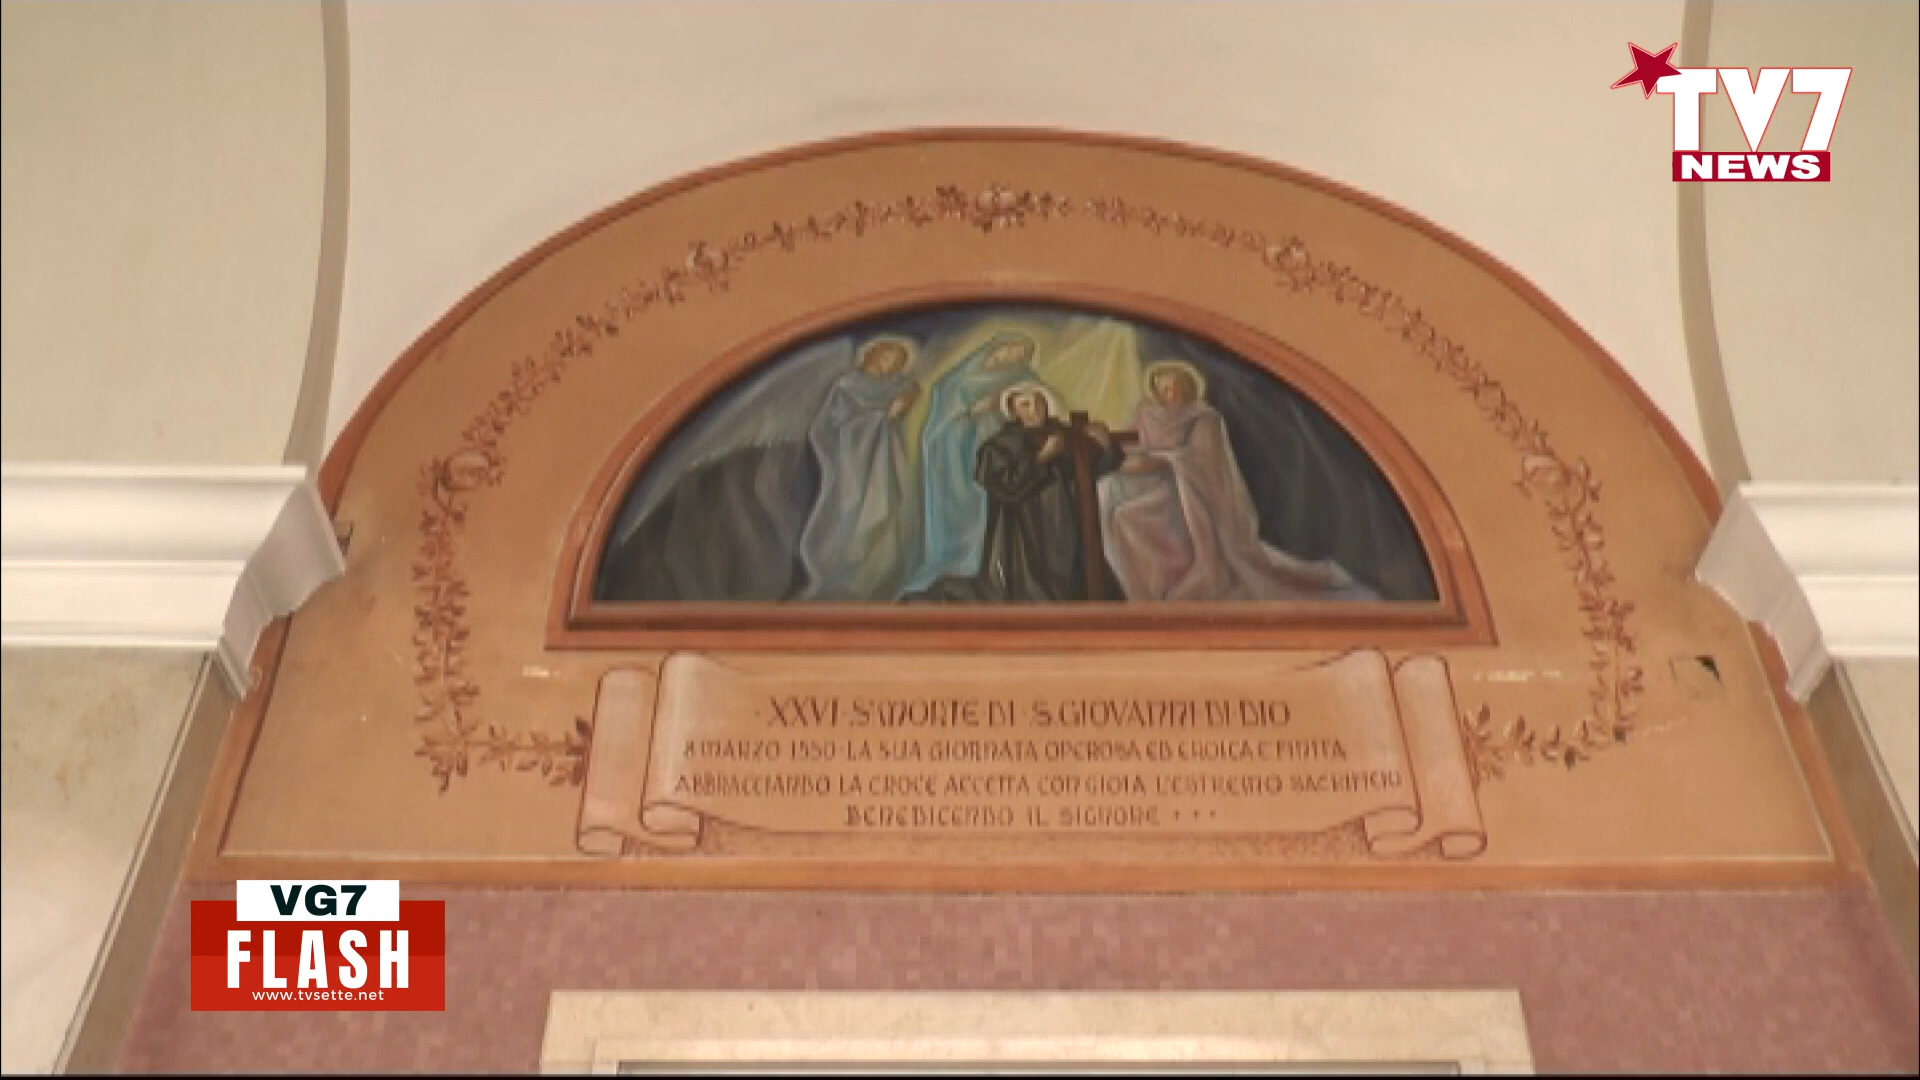 TV7
NEWS
· XXVI · S. MORTE DI · S. GIOVANNI DI DIO
8 MARZO 1550 · LA SUA GIORNATA OPEROSA ED EROICA E FINITA
ABBRACCIANDO LA CROCE ACCETTA CON GIOIA L'ESTREMO SACRIFICIO
BENEDICENDO IL SIGNORE · · ·
VG7
FLASH
www.tvsette.net